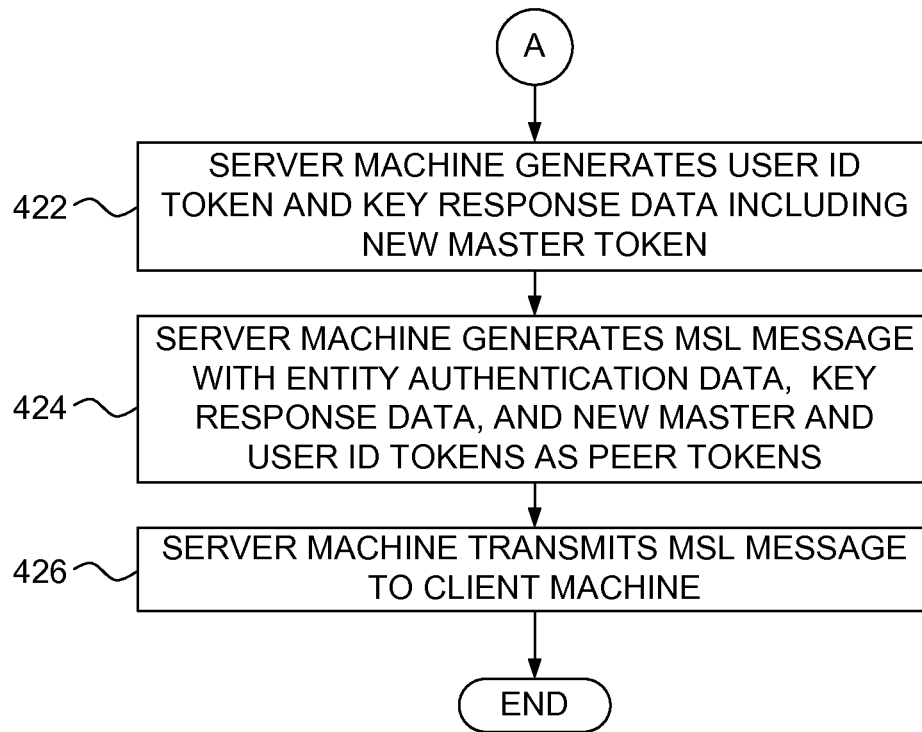 A
SERVER MACHINE GENERATES USER ID
422
TOKEN AND KEY RESPONSE DATA INCLUDING
NEW MASTER TOKEN
SERVER MACHINE GENERATES MSL MESSAGE
WITH ENTITY AUTHENTICATION DATA, KEY
424
RESPONSE DATA, AND NEW MASTER AND
USER ID TOKENS AS PEER TOKENS
SERVER MACHINE TRANSMITS MSL MESSAGE
426
TO CLIENT MACHINE
END